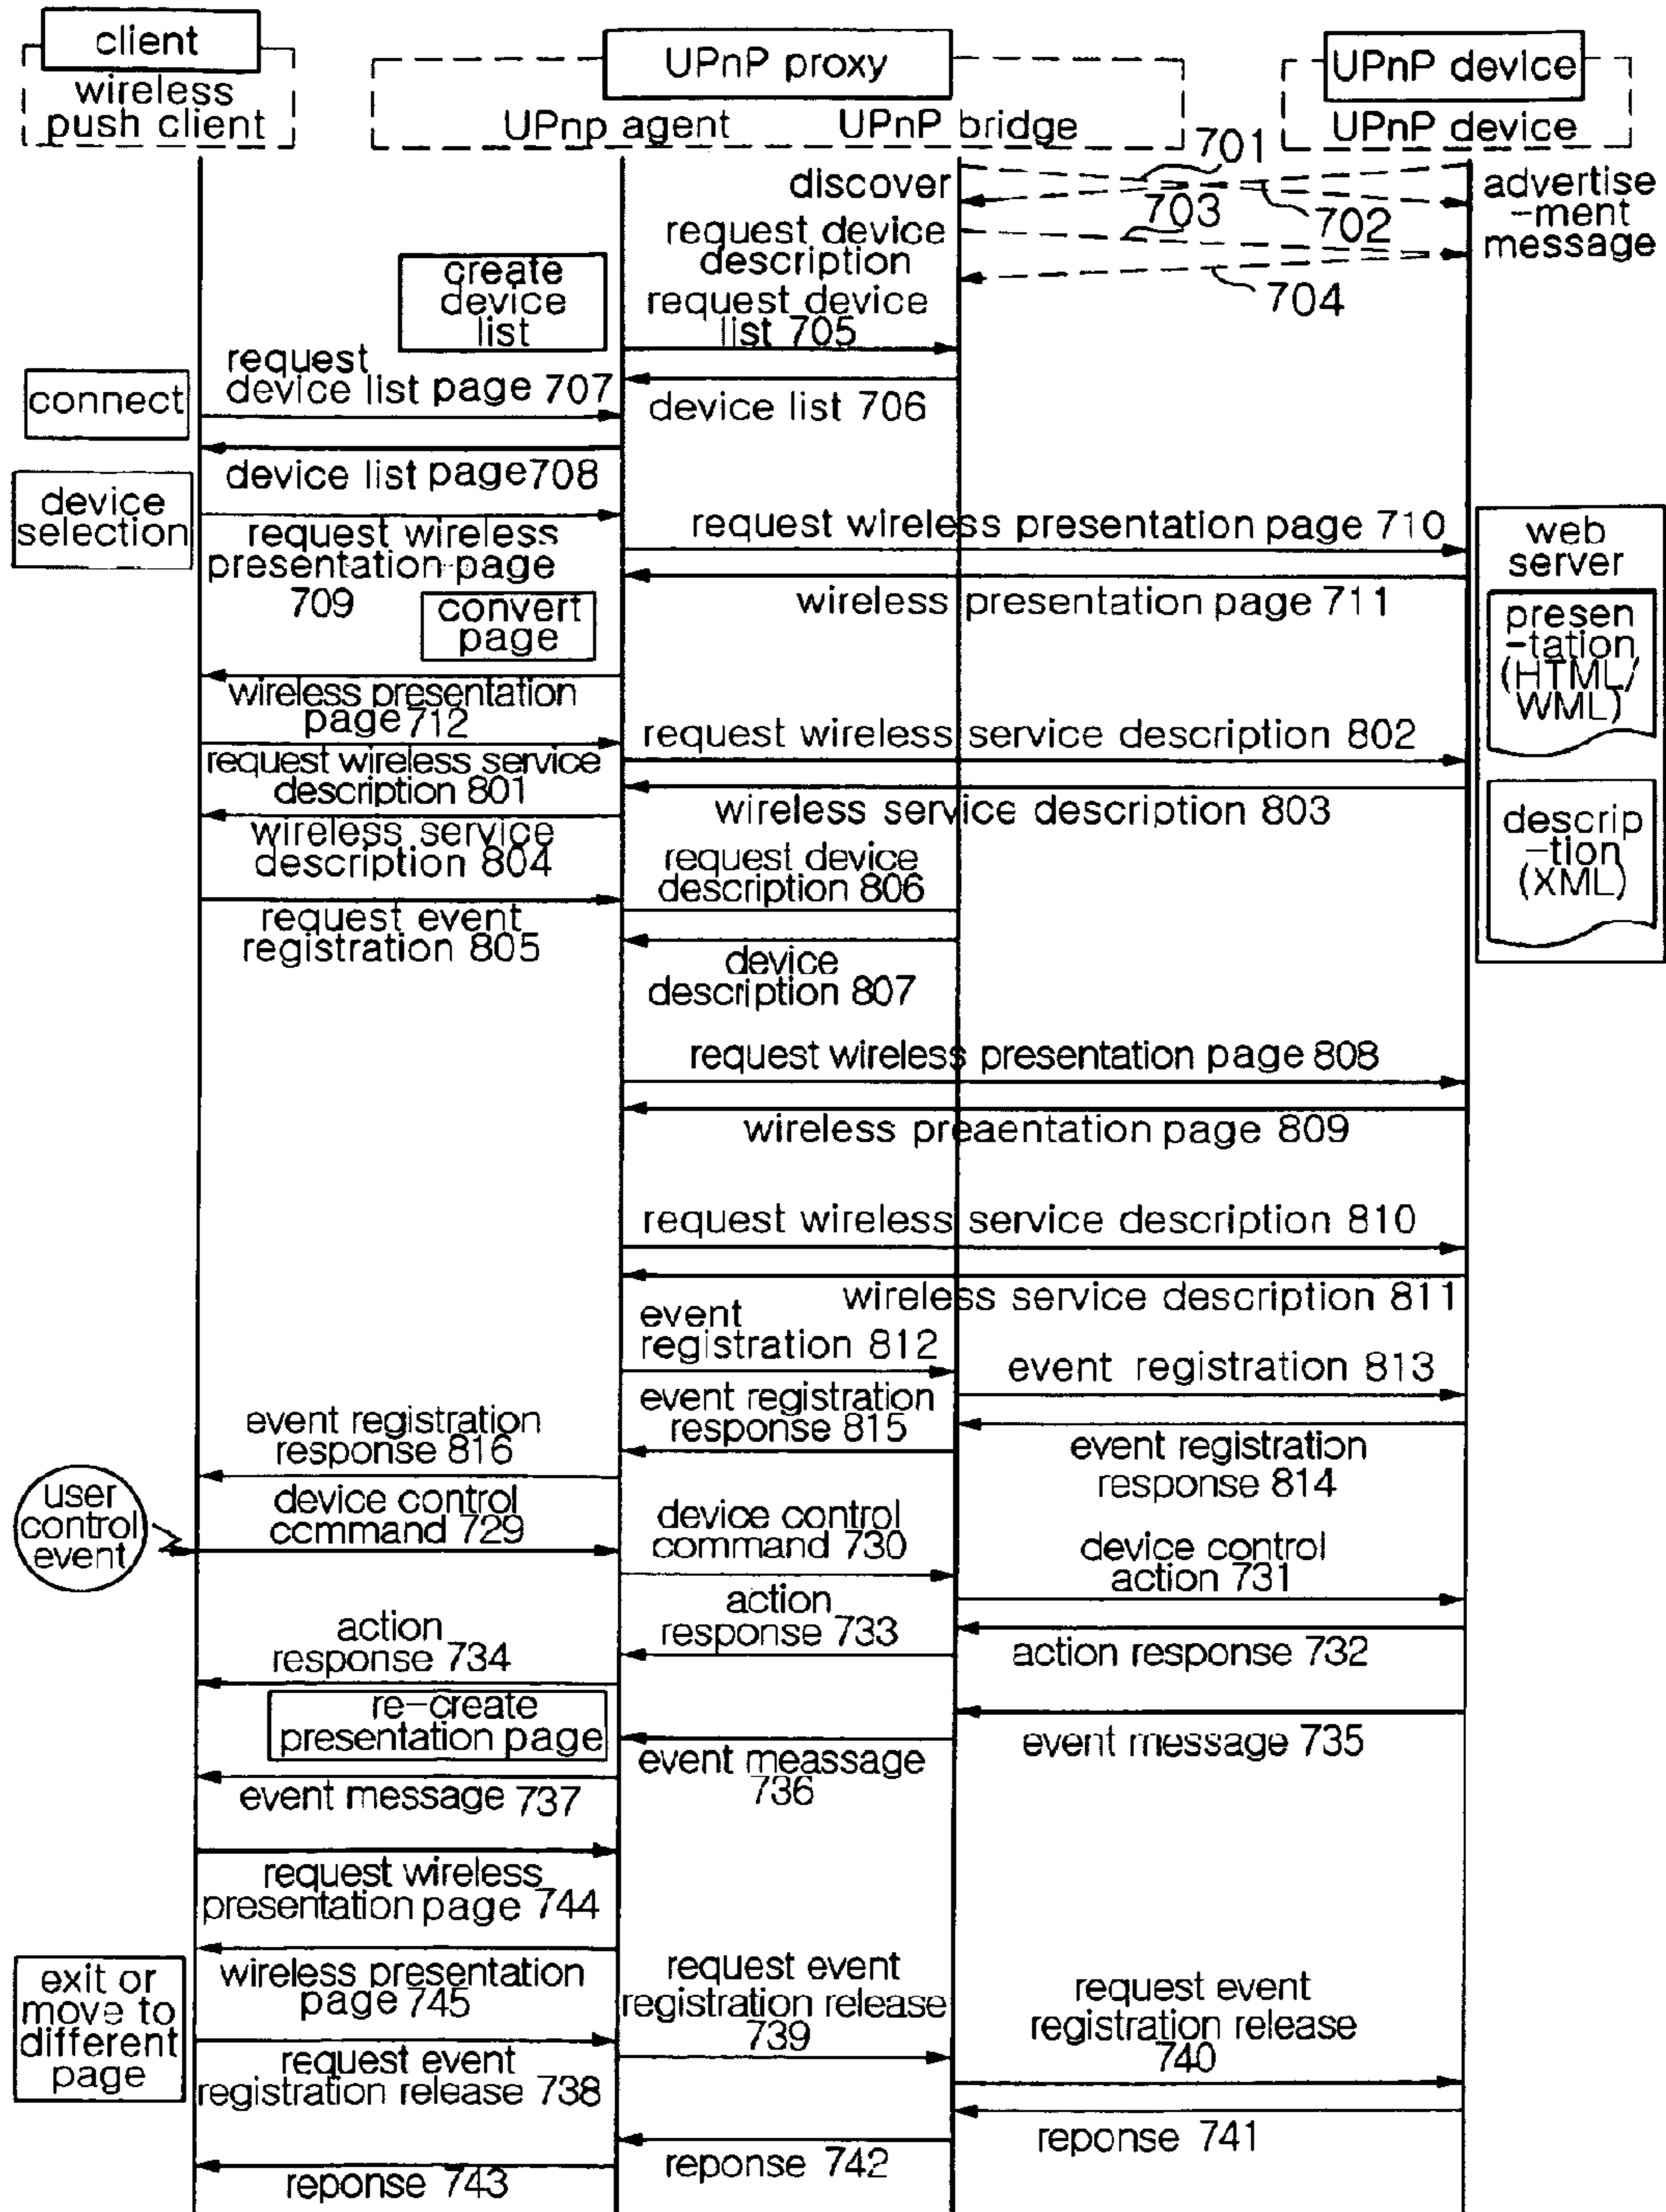 client
wireless
push client
UPnP proxy
UPnp agent
UPnP bridge
UPnP device
UPnP device
701
discover
advertise
-ment
message
703
702
request device
description
704
create
device
list
request device
list 705
request
device list page 707
connect
device list 706
device list page708
device
selection
request wireless
presentation page
709
request wireless presentation page 710
wireless presentation page 711
convert
page
web
server
presen
-tation
(HTML/
WML)
descrip
-tion
(XML)
wireless presentation
page712
request wireless service description 802
request wireless service
description 801
wireless service description 803
wireless service
description 804
request device
description 806
request event
registration 805
device
description 807
request wireless presentation page 808
wireless preaentation page 809
request wireless service description 810
wireless service description 811
event
registration 812
event registration 813
event registration
response 815
event registration
response 814
event registration
response 816
user
control
event
device control
ccmmand 729
device control
command 730
device control
action 731
action
response 733
action response 732
action
response 734
re-create
presentation page
event message 735
event meassage
736
event message 737
request wireless
presentation page 744
wireless presentation
page 745
exit or
move to
different
page
request event
registration release
739
request event
registration release
740
request event
registration release 738
reponse 741
reponse 742
reponse 743